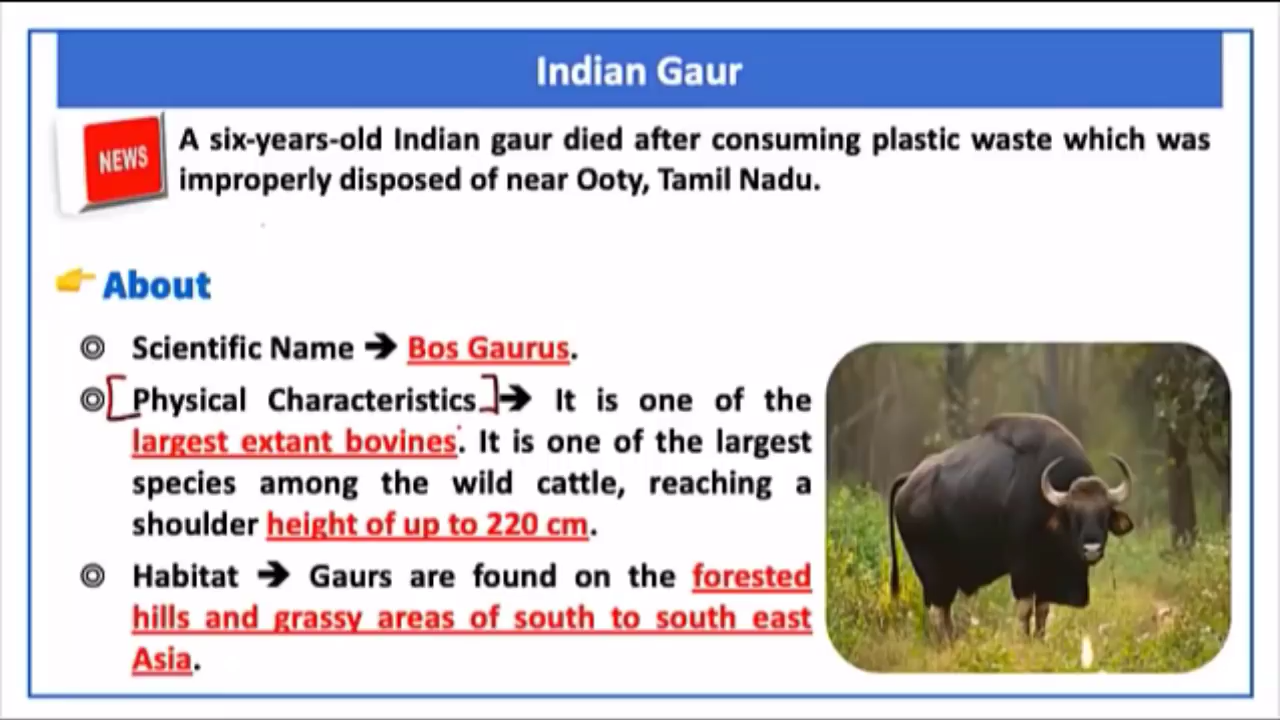 Indian Gaur
NEWS
A six-years-old Indian gaur died after consuming plastic waste which was
improperly disposed of near Ooty, Tamil Nadu.
About
Scientific Name ➔ Bos Gaurus.
Physical Characteristics ➔ It is one of the
largest extant bovines. It is one of the largest
species among the wild cattle, reaching a
shoulder height of up to 220 cm.
Habitat ➔ Gaurs are found on the forested
hills and grassy areas of south to south east
Asia.